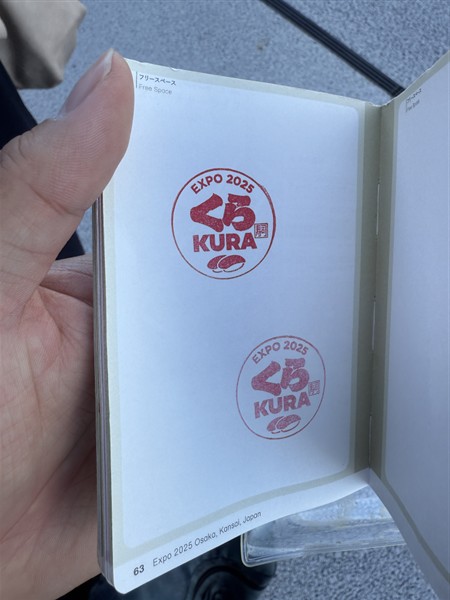 フリースペース
Free Space
EXPO 2025
くら
KURA
EXPO 2025
くら
KURA
63 Expo 2025 Osaka, Kansai, Japan